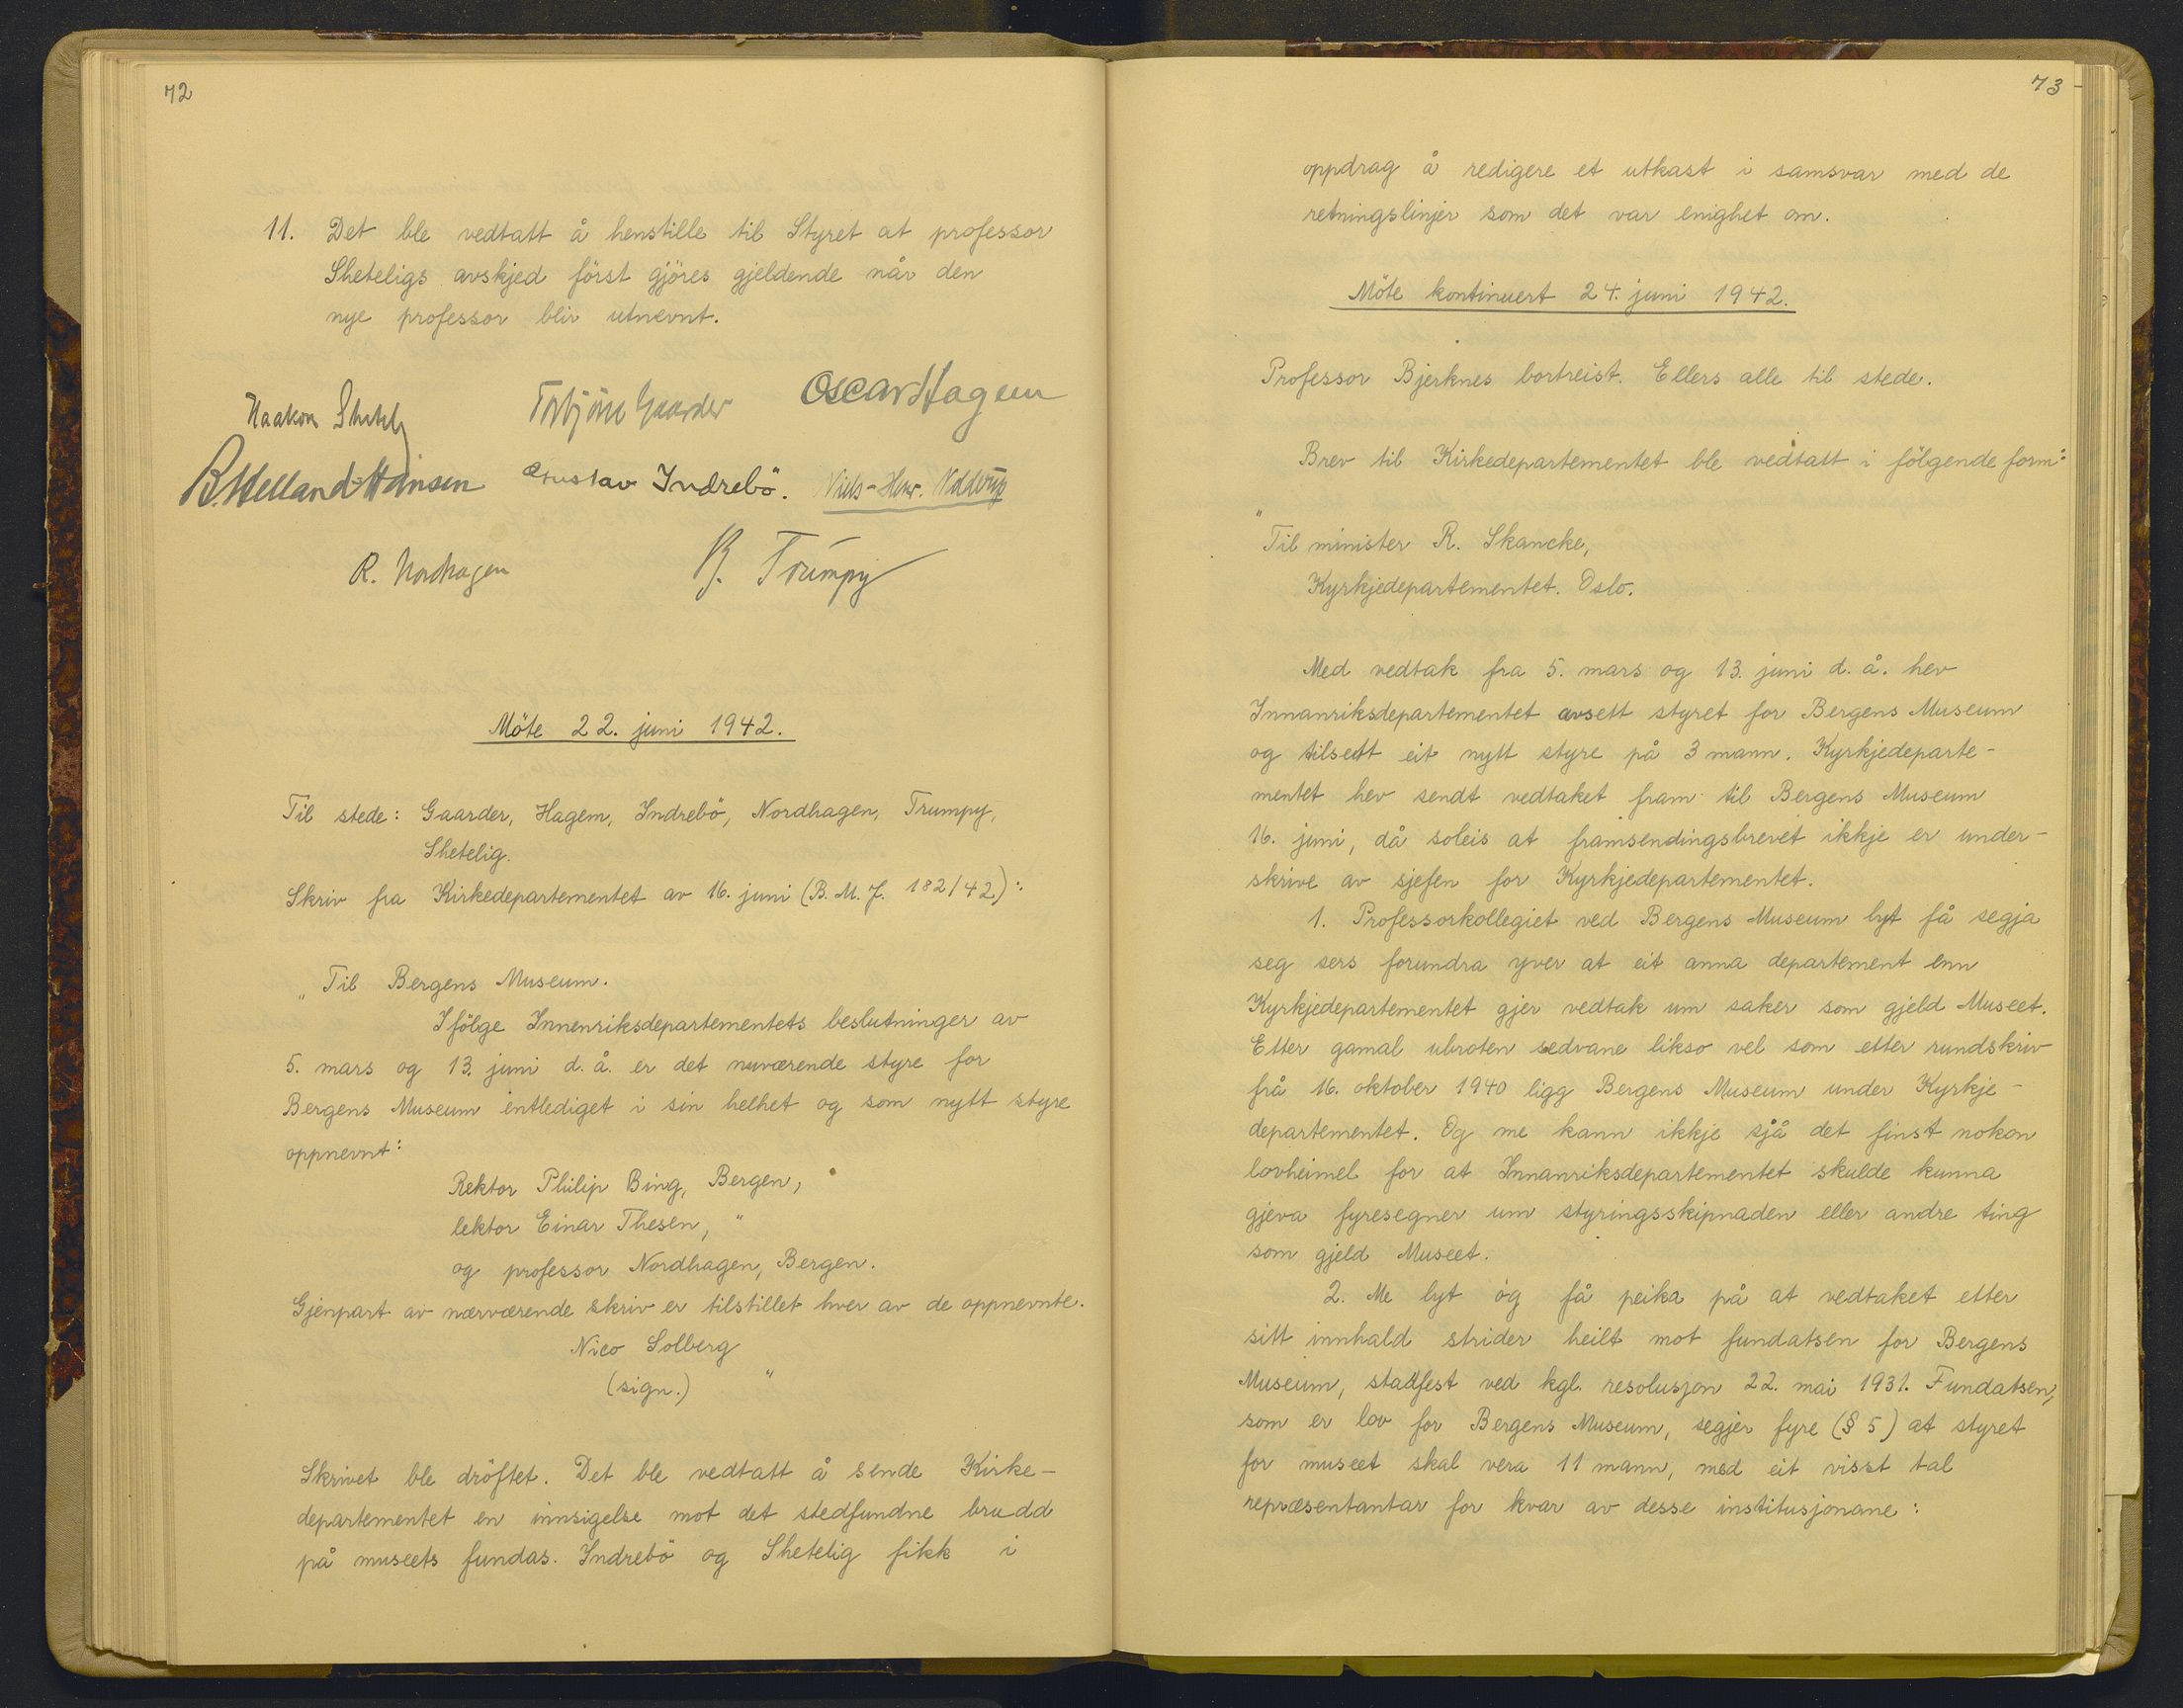 72
11. Det ble vedtatt å henstille til Styret at professor
Sheteligs avskjed först gjöres gjeldende når den
nye professor blir utnevnt.
Haakon Shetelig Torbjörn Gaarder Oscar Hagem
B. Helland-Hansen Gustav Indrebö. Niels-Henr.
R. Nordhagen B. Trumpy
Möte 22. juni 1942.
Til stede: Gaarder, Hagem, Indrebö, Nordhagen, Trumpy,
Shetelig.
Skriv fra Kirkedepartementet av 16. juni (B. M. J. 182/42):
„Til Bergens Museum.
Ifölge Innenriksdepartementets beslutninger av
5. mars og 13. juni d. å. er det nuværende styre for
Bergens Museum entlediget i sin helhet og som nytt styre
oppnevnt:
Rektor Philip Bing, Bergen,
lektor Einar Thesen, "
og professor Nordhagen, Bergen.
Gjenpart av nærværende skriv er tilstillet hver av de oppnevnte.
Nico Solberg
(sign.) "
Skrivet ble dröftet. Det ble vedtatt å sende Kirke-
departementet en innsigelse mot det stedfundne brudd
på museets fundas. Indrebö og Shetelig fikk i
73
oppdrag å redigere et utkast i samsvar med de
retningslinjer som det var enighet om.
Möte kontinuert 24. juni 1942.
Professor Bjerknes bortreist. Ellers alle til stede.
Brev til Kirkedepartementet ble vedtatt i fölgende form:
"Til minister R. Skancke,
Kyrkjedepartementet. Oslo.
Med vedtak fra 5. mars og 13. juni d. å. hev
Innanriksdepartementet avsett styret for Bergens Museum
og tilsett eit nytt styre på 3 mann. Kyrkjedeparte-
mentet hev sendt vedtaket fram til Bergens Museum
16. juni, då soleis at framsendingsbrevet ikkje er under-
skrive av sjefen for Kyrkjedepartementet.
1. Professorkollegiet ved Bergens Museum lyt få segja
seg sers forundra yver at eit anna departement enn
Kyrkjedepartementet gjer vedtak um saker som gjeld Museet.
Etter gamal ubroten sedvane likso vel som etter rundskriv
frå 16. oktober 1940 ligg Bergens Museum under Kyrkje-
departementet. Og me kann ikkje sjå det finst nokon
lovheimel for at Innanriksdepartementet skulde kunna
gjeva fyresegner um styringsskipnaden eller andre ting
som gjeld Museet.
2. Me lyt óg få peika på at vedtaket etter
sitt innhald strider heilt mot fundatsen for Bergens
Museum, stadfest ved kgl. resolusjon 22. mai 1931. Fundatsen,
som er lov for Bergens Museum, segjer fyre (§ 5) at styret
for museet skal vera 11 mann, med eit visst tal
repræsentantar for kvar av desse institusjonane: